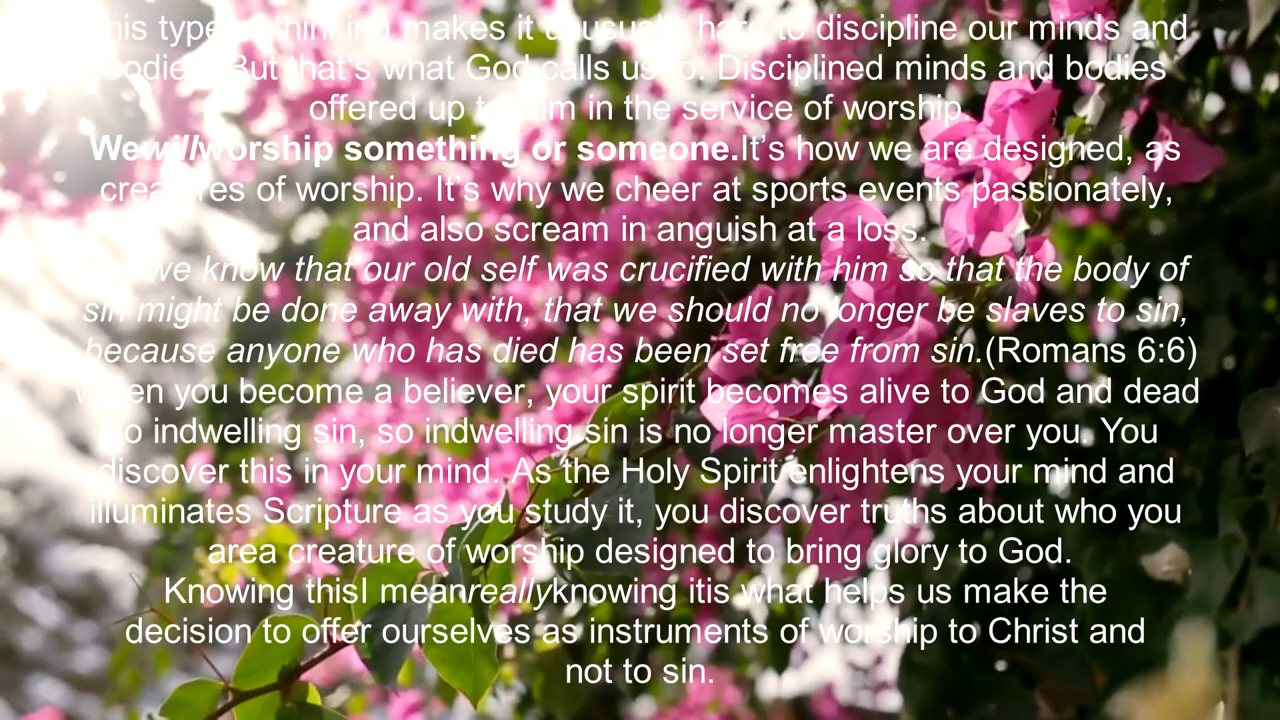 This type of thinking makes it unusually hard to discipline our minds and
bodies. But that's what God calls us to: Disciplined minds and bodies
offered up to Him in the service of worship.
Wewillworship something or someone.It's how we are designed, as
creatures of worship. It's why we cheer at sports events passionately,
and also scream in anguish at a loss.
we know that our old self was crucified with him so that the body of
sin might be done away with, that we should no longer be slaves to sin,
because anyone who has died has been set free from sin.(Romans 6:6)
When you become a believer, your spirit becomes alive to God and dead
to indwelling sin, so indwelling sin is no longer master over you. You
discover this in your mind. As the Holy Spirit enlightens your mind and
illuminates Scripture as you study it, you discover truths about who you
area creature of worship designed to bring glory to God.
Knowing thisI meanreallyknowing itis what helps us make the
decision to offer ourselves as instruments of worship to Christ and
not to sin.